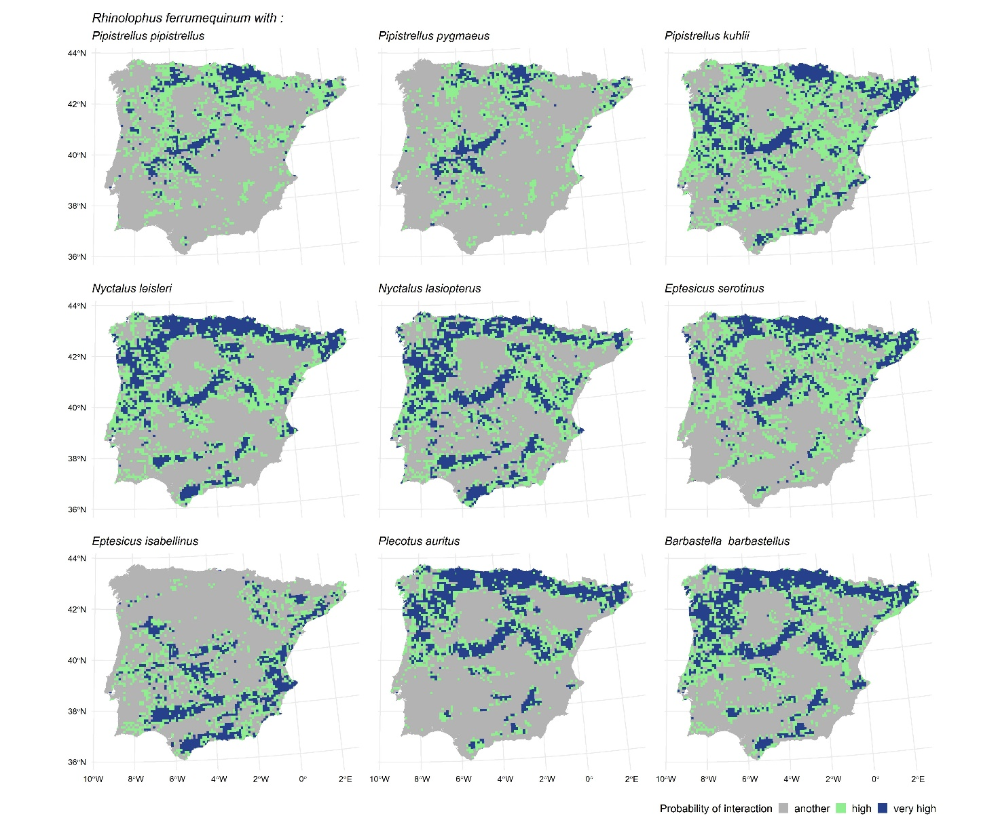 Rhinolophus ferrumequinum with :
Pipistrellus pipistrellus
Pipistrellus pygmaeus
Pipistrellus kuhlii
44°N
42°N
40°N
38°N
36°N
Nyctalus leisleri
Nyctalus lasiopterus
Eptesicus serotinus
44°N
42°N
40°N
38°N
36°N
Eptesicus isabellinus
Plecotus auritus
Barbastella barbastellus
44°N
42°N
40°N
38°N
36°N
10°W 8°W 6°W 4°W 2°W 0° 2°E
10°W 8°W 6°W 4°W 2°W 0° 2°E
10°W 8°W 6°W 4°W 2°W 0° 2°E
Probability of interaction another high very high